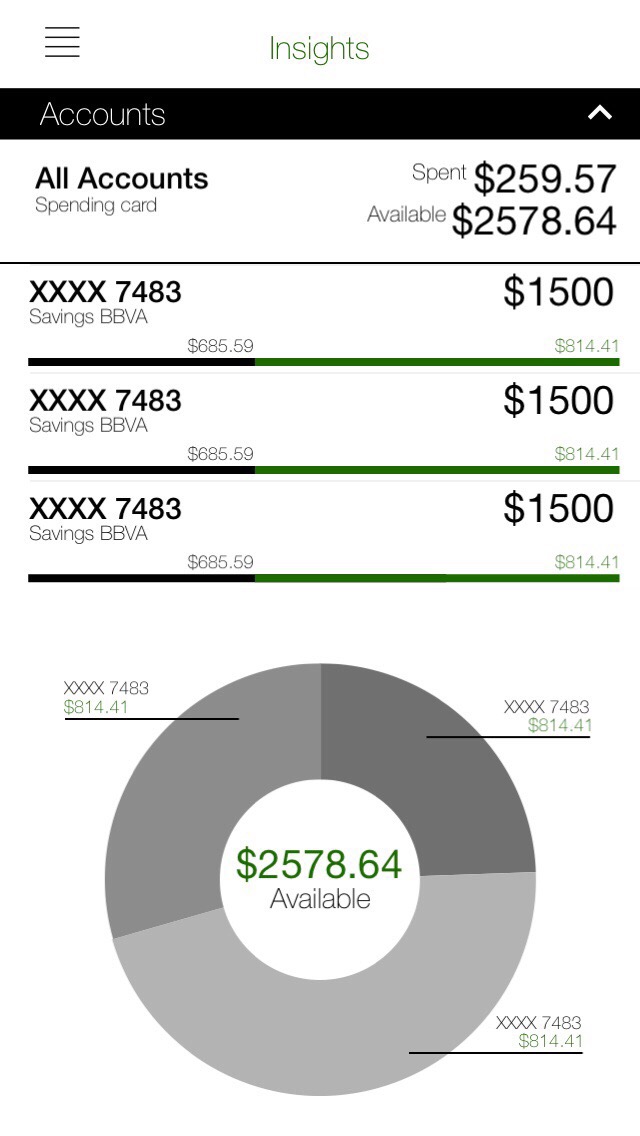 Insights
Accounts
All Accounts
Spending card
Spent $259.57
Available $2578.64
XXXX 7483
Savings BBVA
$1500
$685.59
$814.41
XXXX 7483
Savings BBVA
$1500
$685.59
$814.41
XXXX 7483
Savings BBVA
$1500
$685.59
$814.41
XXXX 7483
$814.41
XXXX 7483
$814.41
$2578.64
Available
XXXX 7483
$814.41